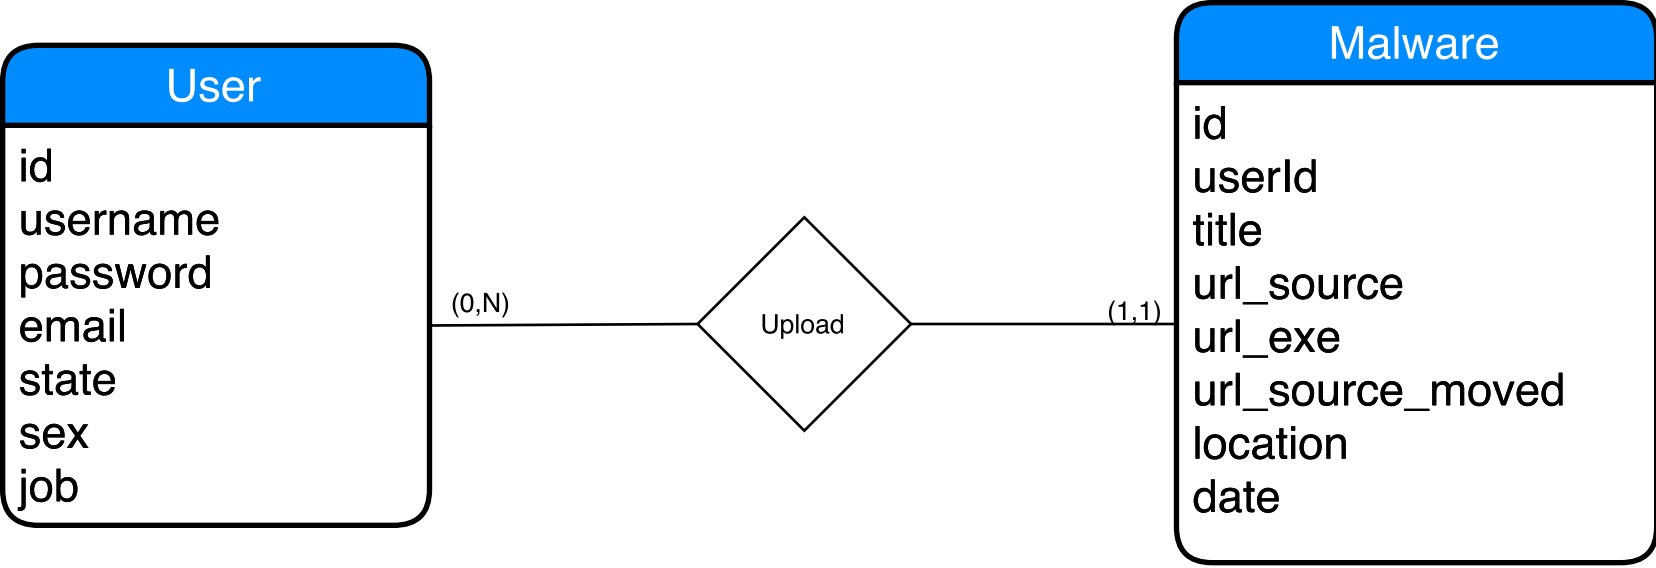 User
id
username
password
email
state
sex
job
(0,N)
Upload
(1,1)
Malware
id
userId
title
url_source
url_exe
url_source_moved
location
date